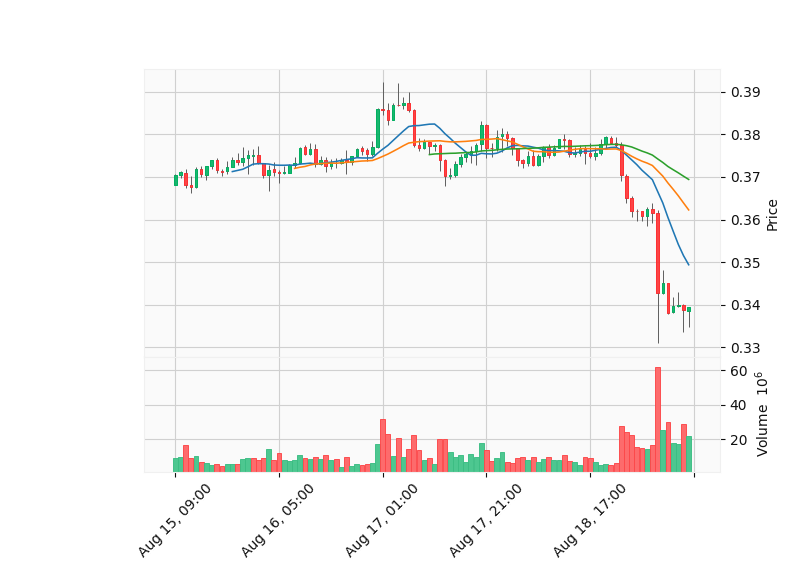 0.39
0.38
0.37
0.36
0.35
0.34
0.33
Price
60
40
20
Volume 10^6
Aug 15, 09:00
Aug 16, 05:00
Aug 17, 01:00
Aug 17, 21:00
Aug 18, 17:00